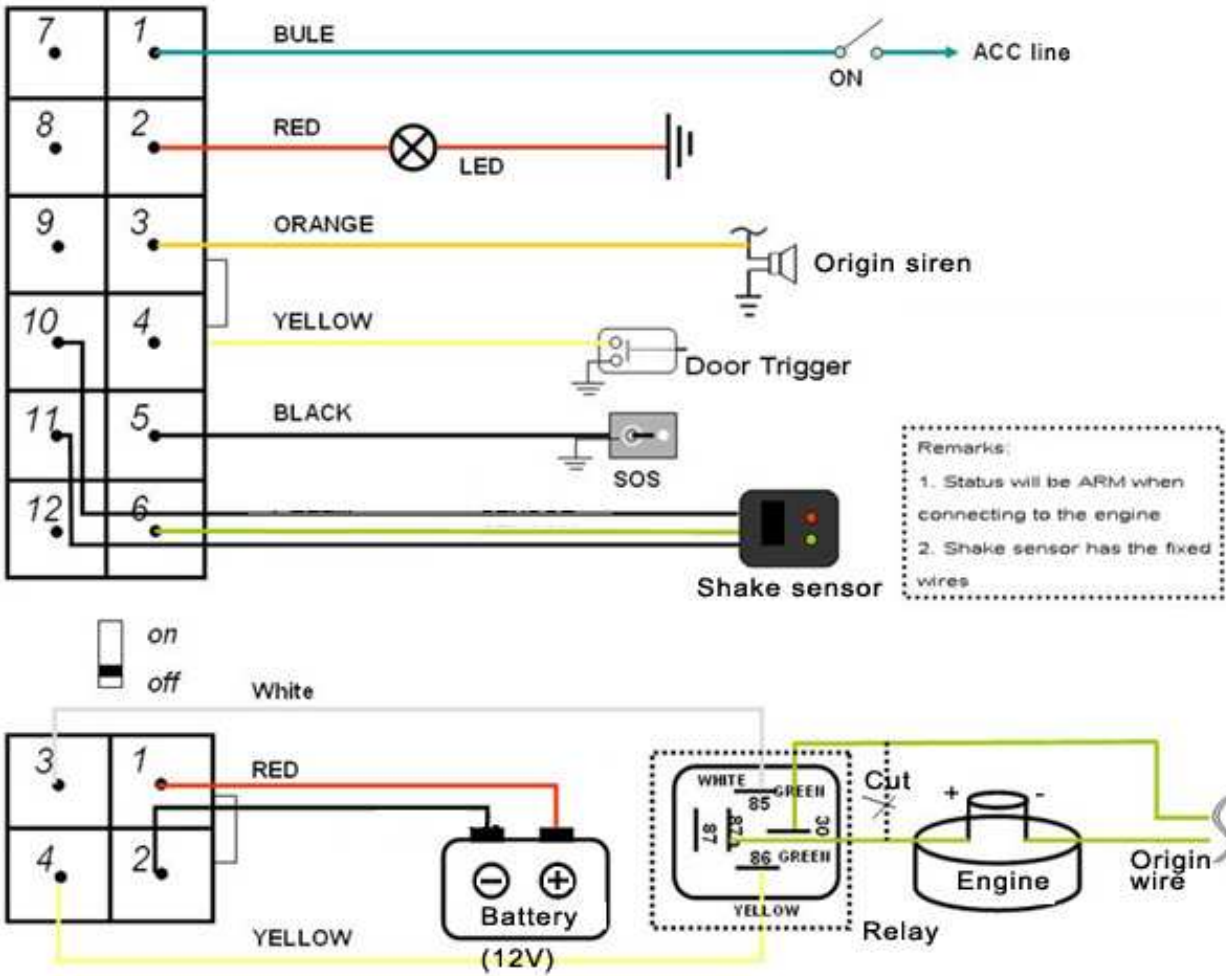 7 1 BULE ACC line
ON
8 2 RED
LED
9 3 ORANGE
Origin siren
10 4 YELLOW
Door Trigger
11 5 BLACK
SOS
12 6
Shake sensor
Remarks:
1. Status will be ARM when
connecting to the engine
2. Shake sensor has the fixed
wires
on
off
White
3 1 RED
4 2
YELLOW
Battery
(12V)
WHITE
85 GREEN
87 87a 30
86 GREEN
YELLOW
Relay
Cut
+ -
Engine
Origin
wire